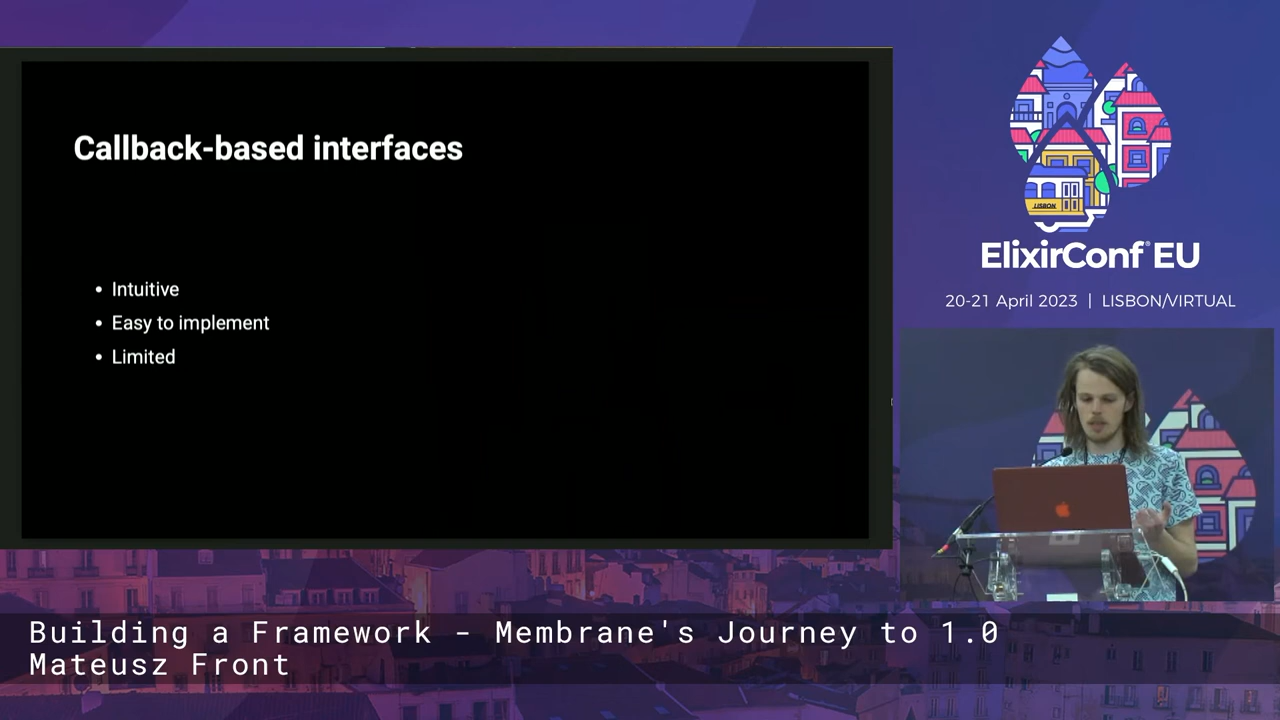 Callback-based interfaces
• Intuitive
• Easy to implement
• Limited
LISBON
ElixirConf® EU
20-21 April 2023 | LISBON/VIRTUAL
Building a Framework - Membrane's Journey to 1.0
Mateusz Front